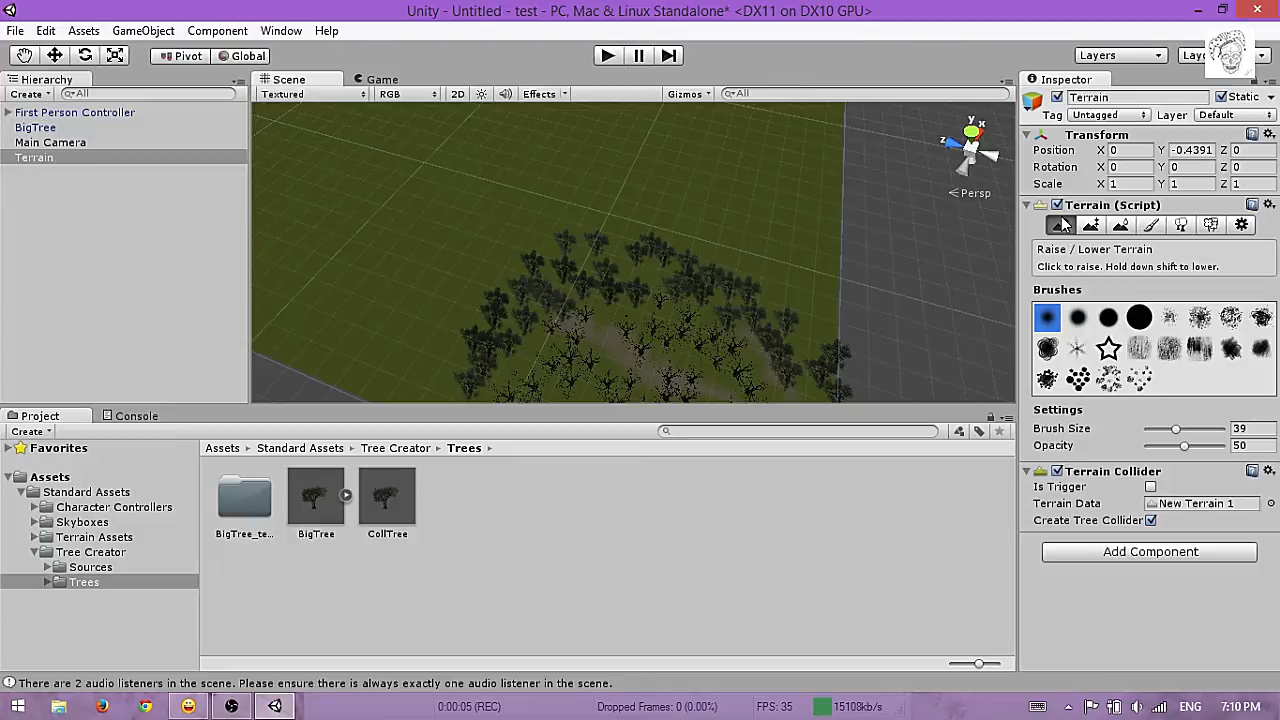 Unity - Untitled - test - PC, Mac & Linux Standalone* <DX11 on DX10 GPU>
File Edit Assets GameObject Component Window Help
Pivot Global Layers
Hierarchy
Create All
First Person Controller
BigTree
Main Camera
Terrain
Scene Game
Textured RGB 2D Effects Gizmos All
y
x
z
Persp
Inspector
Terrain Static
Tag Untagged Layer Default
Transform
Position X 0 Y -0.4391 Z 0
Rotation X 0 Y 0 Z 0
Scale X 1 Y 1 Z 1
Terrain (Script)
Raise / Lower Terrain
Click to raise. Hold down shift to lower.
Brushes
Settings
Brush Size 39
Opacity 50
Terrain Collider
Is Trigger
Terrain Data New Terrain 1
Create Tree Collider
Add Component
Project Console
Create
Favorites
Assets
Standard Assets
Character Controllers
Skyboxes
Terrain Assets
Tree Creator
Sources
Trees
Assets Standard Assets Tree Creator Trees
BigTree_te... BigTree CollTree
There are 2 audio listeners in the scene. Please ensure there is always exactly one audio listener in the scene.
0:00:05 (REC) Dropped Frames: 0 (0.00%) FPS: 35 15108kb/s ENG 7:10 PM